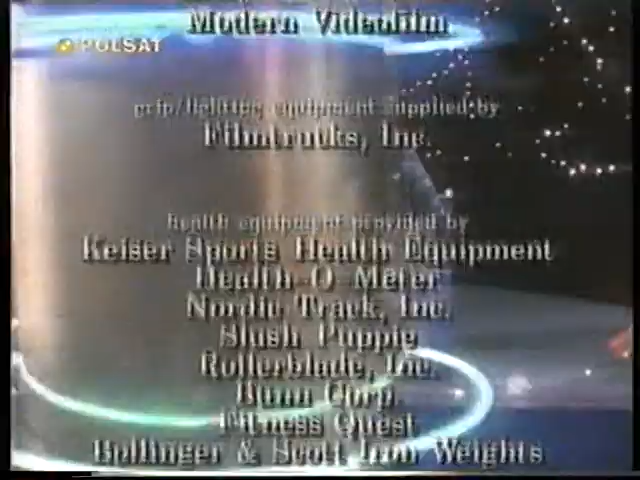 Modern Videofilm
POLSAT
grip/lighting equipment supplied by
Filmtrucks, Inc.
health equipment provided by
Keiser Sports Health Equipment
Health-O-Meter
Nordic Track, Inc.
Slush Puppie
Rollerblade, Inc.
Bunn Corp.
Fitness Quest
Bollinger & Scott Iron Weights